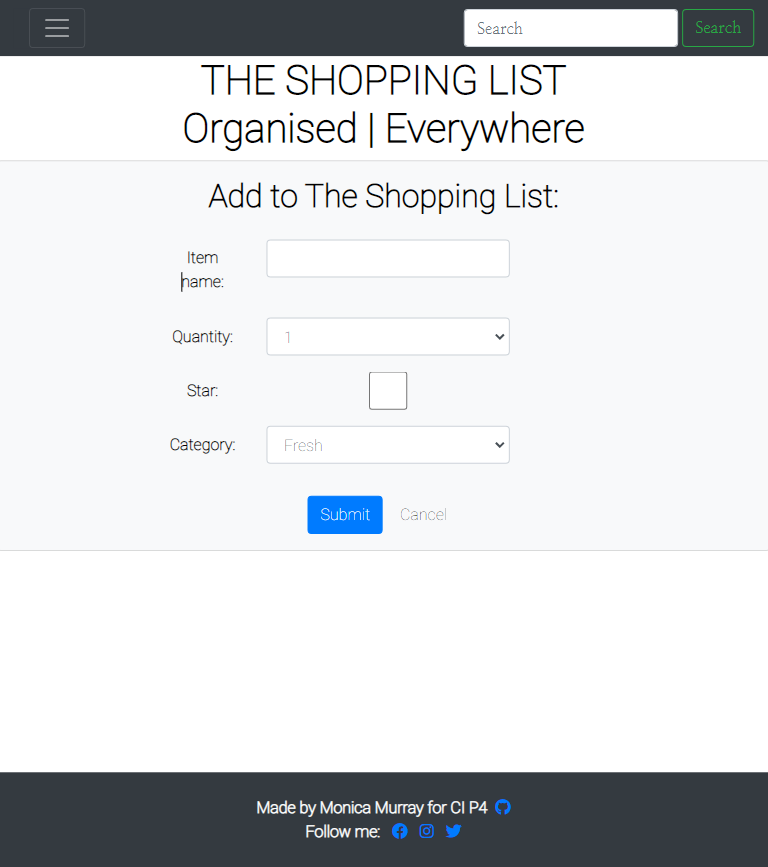 Search Search
THE SHOPPING LIST
Organised | Everywhere
Add to The Shopping List:
Item
name:
Quantity: 1
Star:
Category: Fresh
Submit Cancel
Made by Monica Murray for CI P4
Follow me: